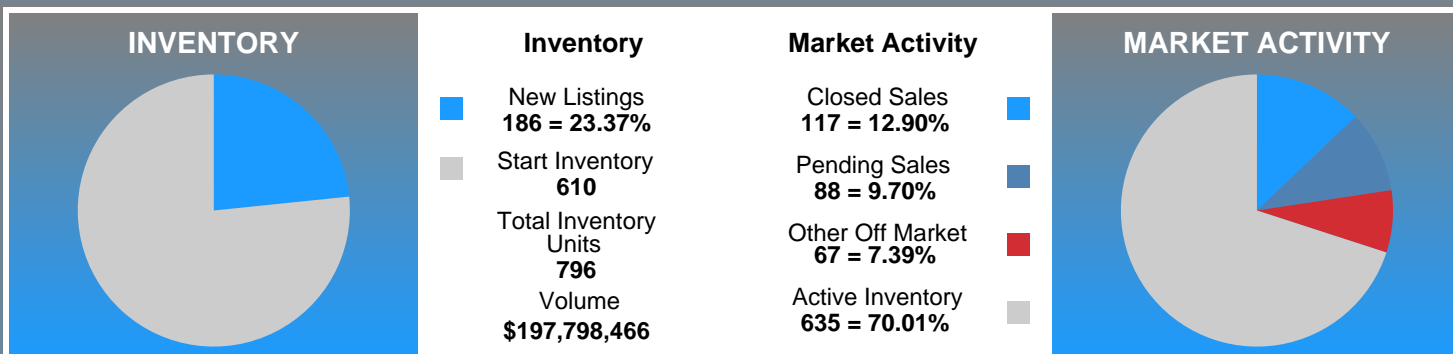 INVENTORY
Inventory
New Listings
186 = 23.37%
Start Inventory
610
Total Inventory
Units
796
Volume
$197,798,466
Market Activity
Closed Sales
117 = 12.90%
Pending Sales
88 = 9.70%
Other Off Market
67 = 7.39%
Active Inventory
635 = 70.01%
MARKET ACTIVITY